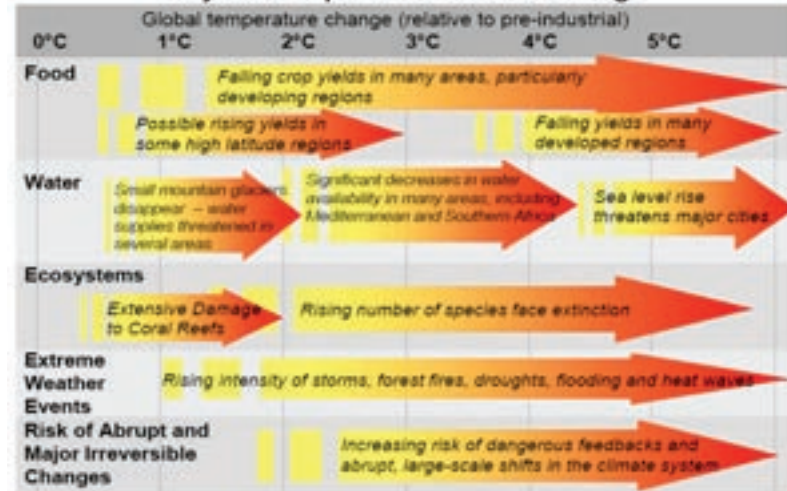 Global temperature change (relative to pre-industrial)
0°C 1°C 2°C 3°C 4°C 5°C
Food
Falling crop yields in many areas, particularly
developing regions
Possible rising yields in
some high latitude regions
Falling yields in many
developed regions
Water
Small mountain glaciers
disappear – water
supplies threatened in
several areas
Significant decreases in water
availability in many areas, including
Mediterranean and Southern Africa
Sea level rise
threatens major cities
Ecosystems
Extensive Damage
to Coral Reefs
Rising number of species face extinction
Extreme
Weather
Events
Rising intensity of storms, forest fires, droughts, flooding and heat waves
Risk of Abrupt and
Major Irreversible
Changes
Increasing risk of dangerous feedbacks and
abrupt, large-scale shifts in the climate system